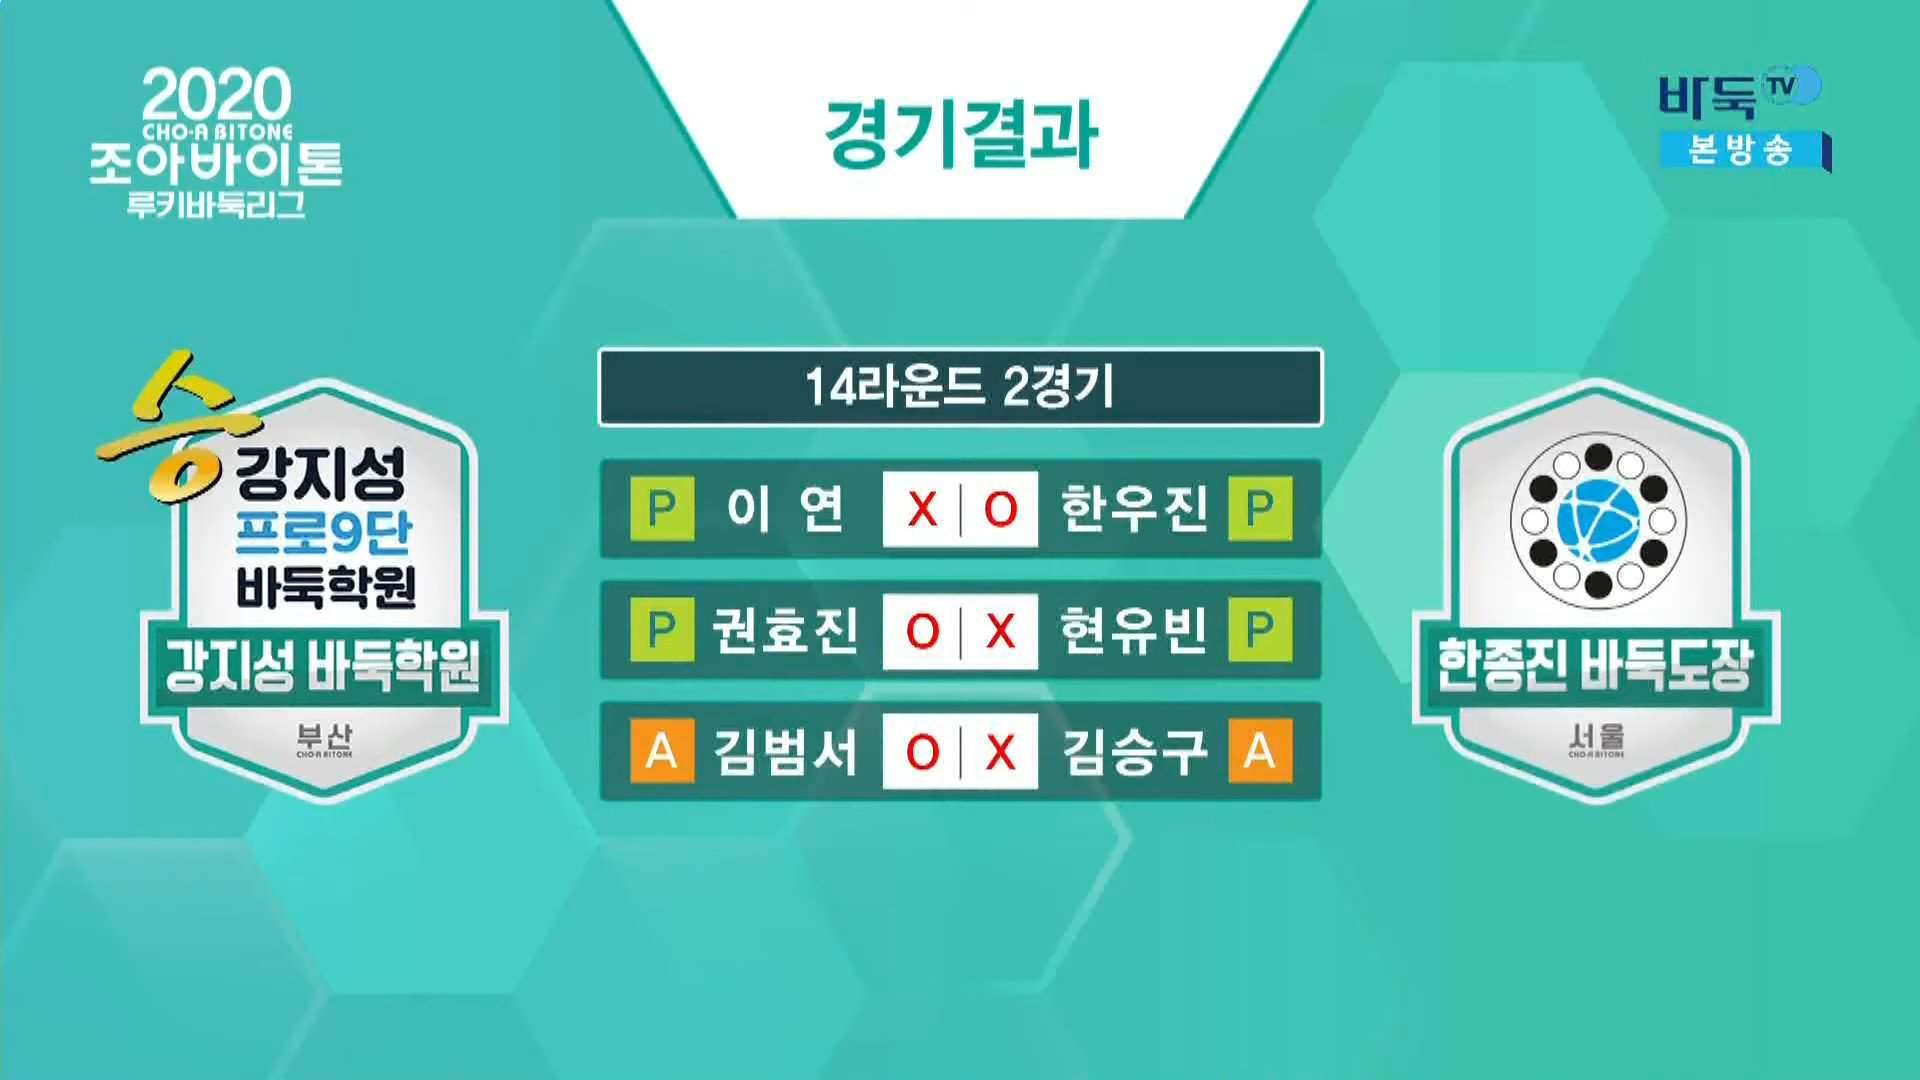 2020
CHO-A BITONE
조아바이톤
루키바둑리그
경기결과
바둑TV
본방송
14라운드 2경기
P 이 연 X | O 한우진 P
P 권효진 O | X 현유빈 P
A 김범서 O | X 김승구 A
승
강지성
프로9단
바둑학원
강지성 바둑학원
부산
CHO-A BITONE
한종진 바둑도장
서울
CHO-A BITONE